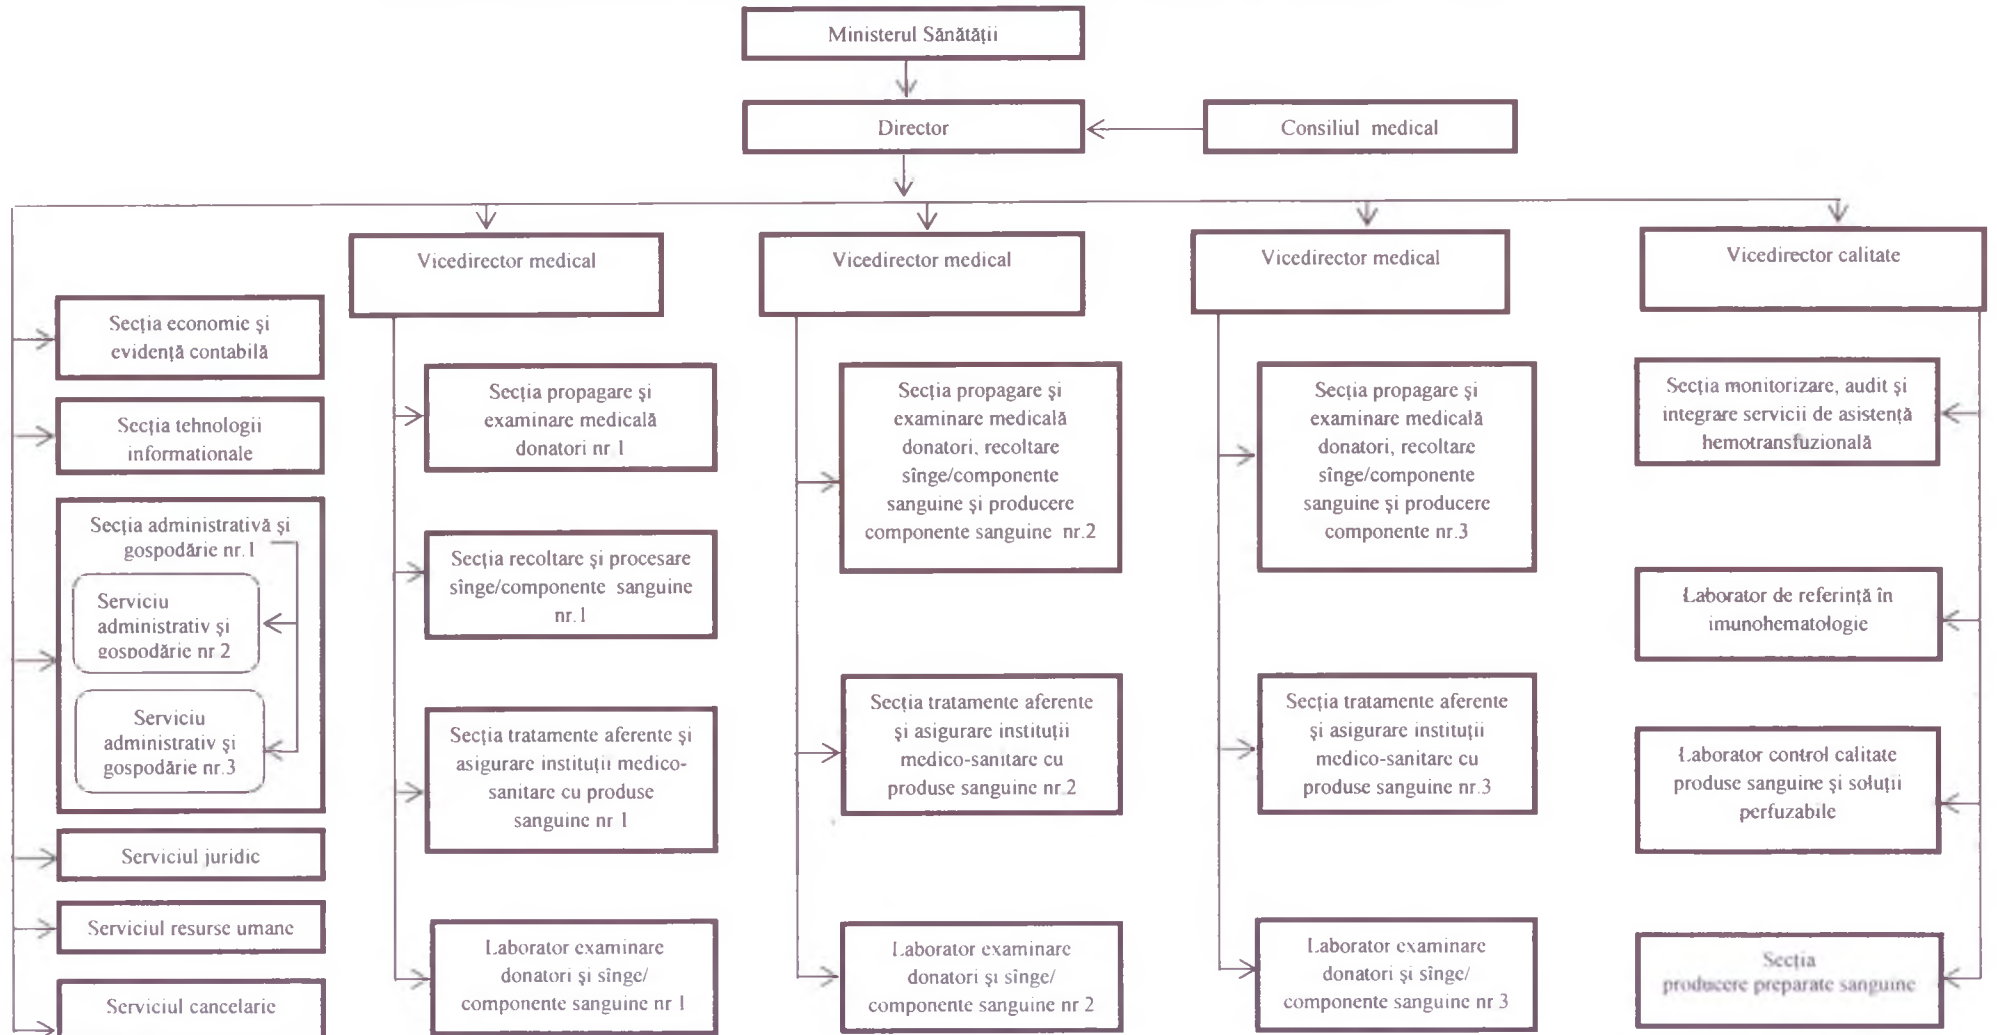 Ministerul Sănătății
Director
Consiliul medical
Vicedirector medical
Vicedirector medical
Vicedirector medical
Vicedirector calitate
Secția economie și
evidență contabilă
Secția tehnologii
informationale
Secția administrativă și
gospodărie nr.1
Serviciu
administrativ și
gospodărie nr 2
Serviciu
administrativ și
gospodărie nr.3
Serviciul juridic
Serviciul resurse umane
Serviciul cancelarie
Secția propagare și
examinare medicală
donatori nr 1
Secția recoltare și procesare
sînge/componente sanguine
nr.1
Secția tratamente aferente și
asigurare instituții medico-
sanitare cu produse
sanguine nr 1
Laborator examinare
donatori și sînge/
componente sanguine nr 1
Secția propagare și
examinare medicală
donatori, recoltare
sînge/componente
sanguine și producere
componente sanguine nr.2
Secția tratamente aferente
și asigurare instituții
medico-sanitare cu
produse sanguine nr.2
Laborator examinare
donatori și sînge/
componente sanguine nr 2
Secția propagare și
examinare medicală
donatori, recoltare
sînge/componente
sanguine și producere
componente nr.3
Secția tratamente aferente
și asigurare instituții
medico-sanitare cu
produse sanguine nr.3
Laborator examinare
donatori și sînge/
componente sanguine nr 3
Secția monitorizare, audit și
integrare servicii de asistență
hemotransfuzională
Laborator de referință în
imunohematologie
Laborator control calitate
produse sanguine și soluții
perfuzabile
Secția
producere preparate sanguine